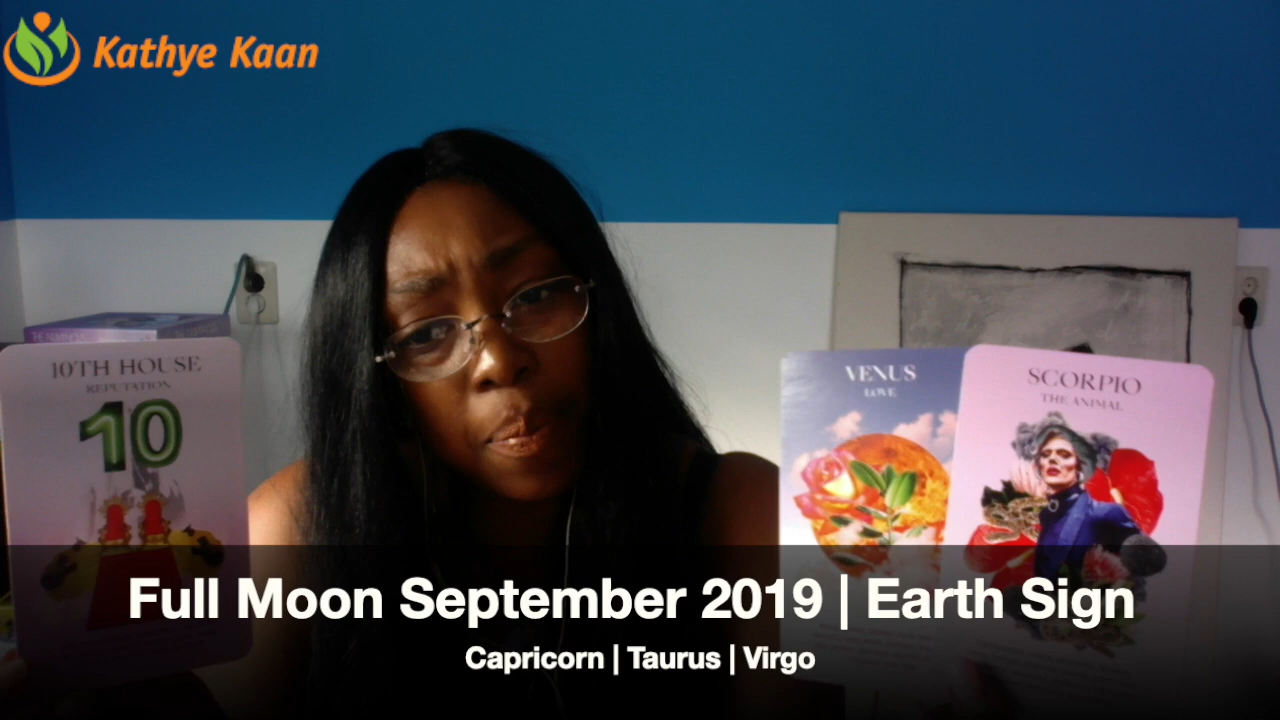 Kathye Kaan
10TH HOUSE
REPUTATION
10
VENUS
LOVE
SCORPIO
THE ANIMAL
Full Moon September 2019 | Earth Sign
Capricorn | Taurus | Virgo